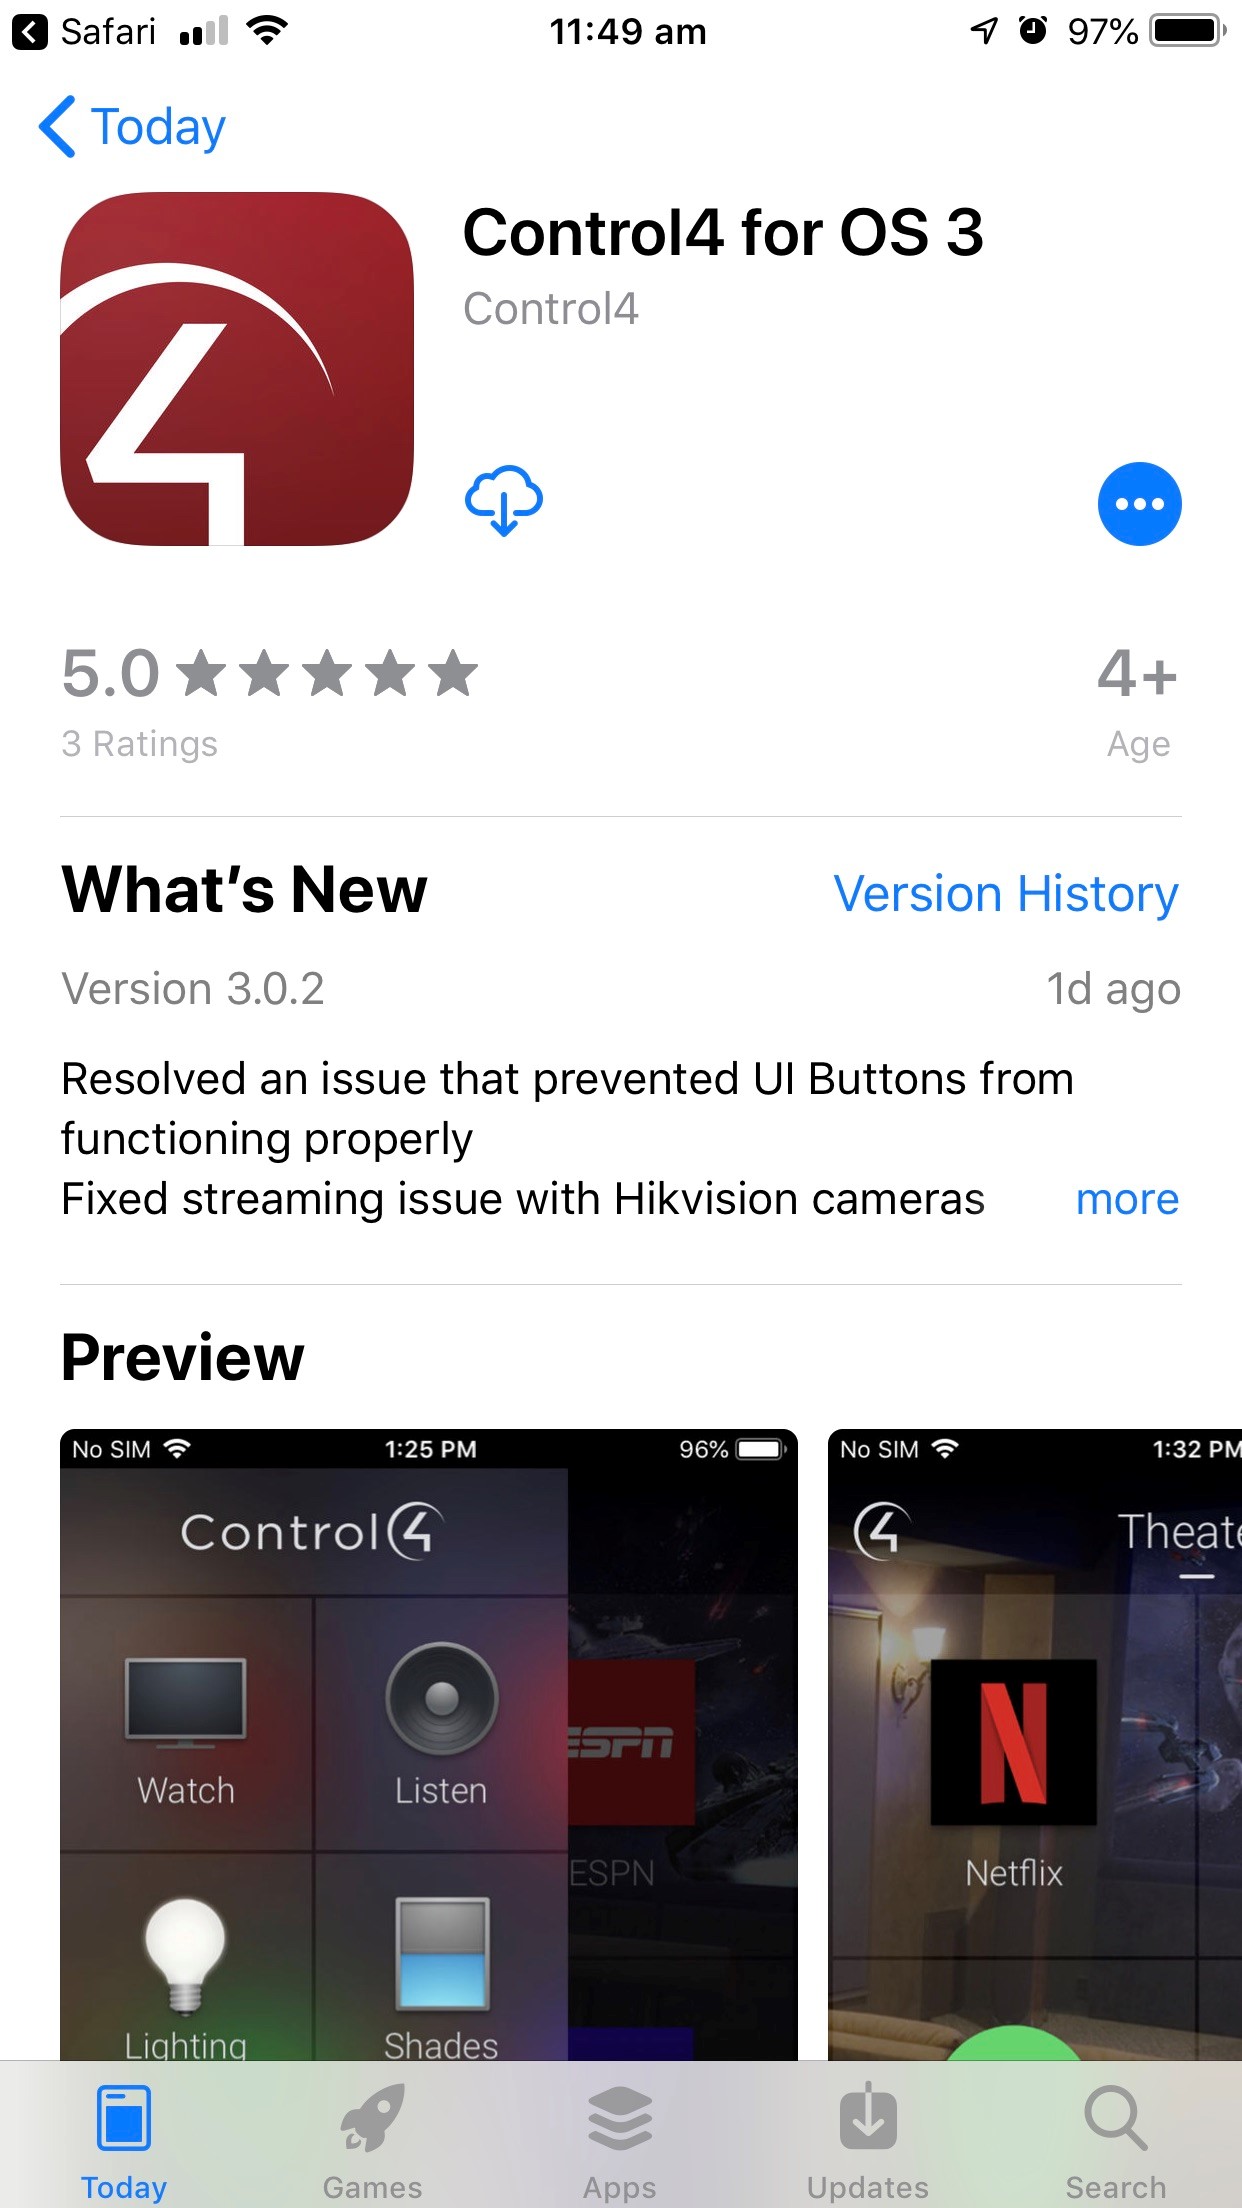 Safari 11:49 am 97%
Today
Control4 for OS 3
Control4
5.0
4+
3 Ratings
Age
What's New
Version History
Version 3.0.2
1d ago
Resolved an issue that prevented UI Buttons from
functioning properly
Fixed streaming issue with Hikvision cameras
more
Preview
No SIM 1:25 PM 96%
Control4
Watch
Listen
ESPN
ESPN
Lighting
Shades
No SIM 1:32 PM
4
Theate
N
Netflix
Today
Games
Apps
Updates
Search